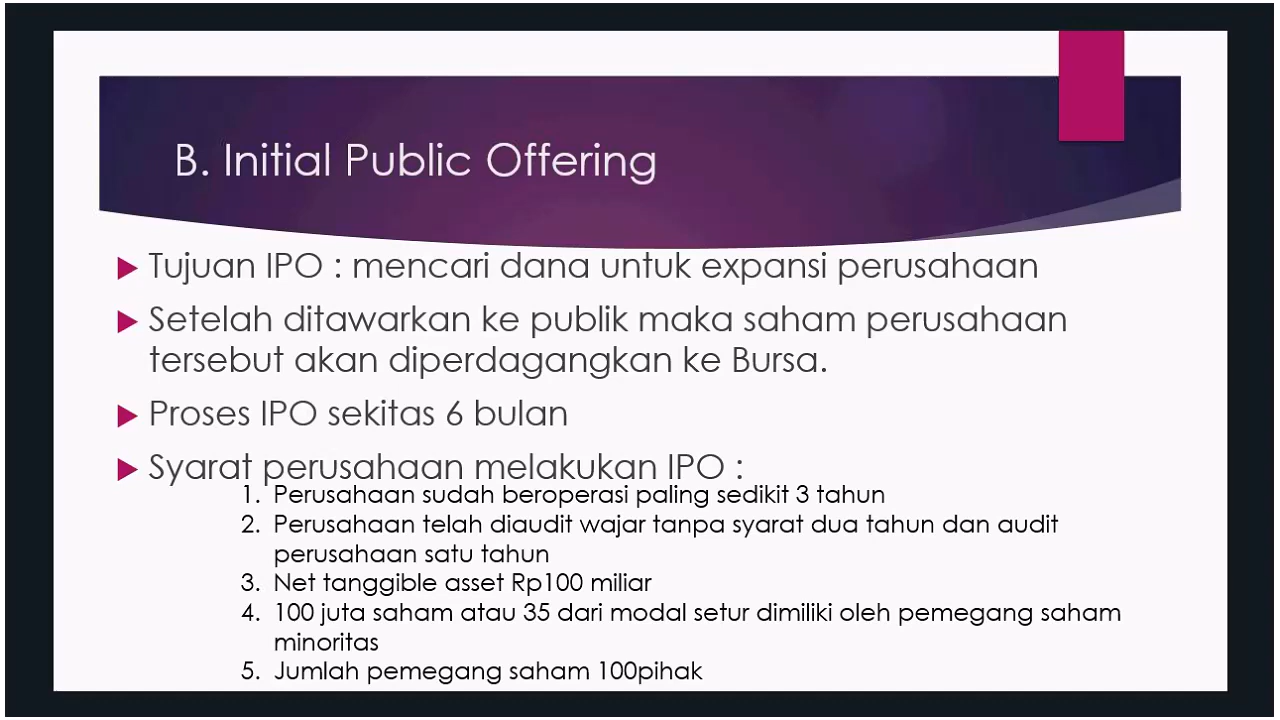 B. Initial Public Offering
Tujuan IPO : mencari dana untuk expansi perusahaan
Setelah ditawarkan ke publik maka saham perusahaan
tersebut akan diperdagangkan ke Bursa.
Proses IPO sekitas 6 bulan
Syarat perusahaan melakukan IPO :
1. Perusahaan sudah beroperasi paling sedikit 3 tahun
2. Perusahaan telah diaudit wajar tanpa syarat dua tahun dan audit
perusahaan satu tahun
3. Net tanggible asset Rp100 miliar
4. 100 juta saham atau 35 dari modal setur dimiliki oleh pemegang saham
minoritas
5. Jumlah pemegang saham 100pihak